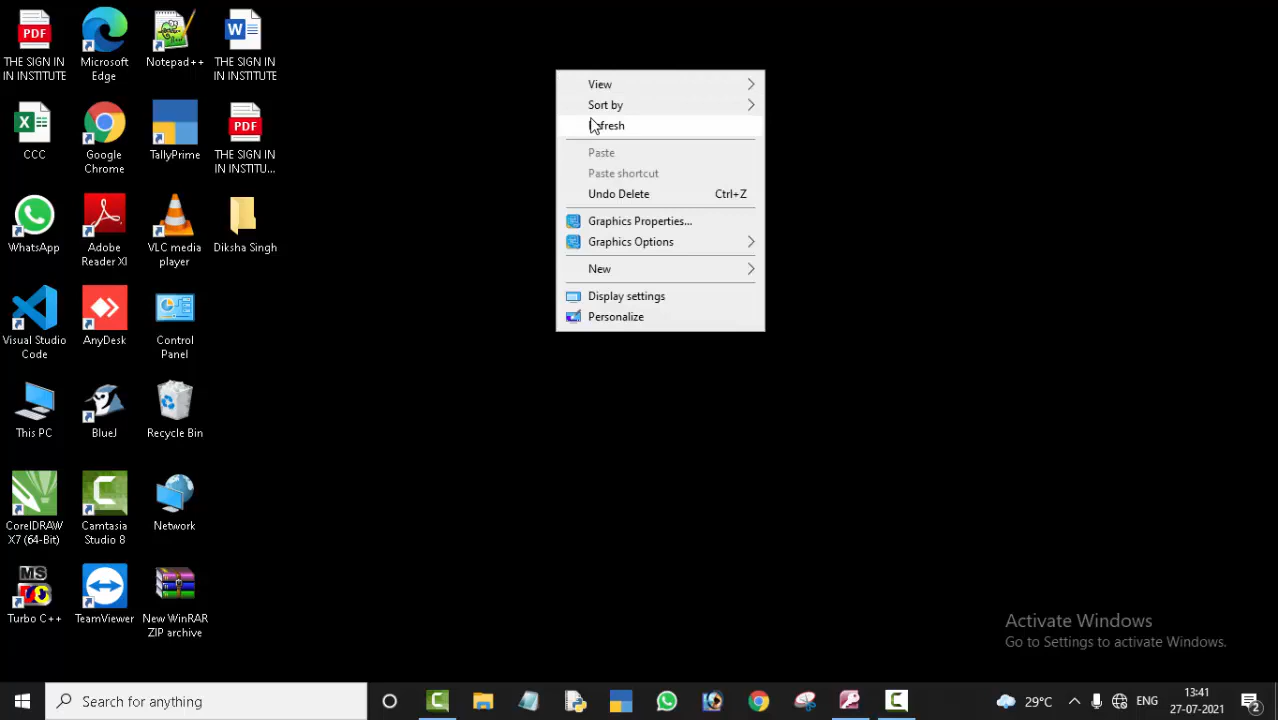 THE SIGN IN
IN INSTITUTE
Microsoft
Edge
Notepad++
THE SIGN IN
IN INSTITUTE
CCC
Google
Chrome
TallyPrime
THE SIGN IN
IN INSTITU...
WhatsApp
Adobe
Reader XI
VLC media
player
Diksha Singh
Visual Studio
Code
AnyDesk
Control
Panel
This PC
BlueJ
Recycle Bin
CorelDRAW
X7 (64-Bit)
Camtasia
Studio 8
Network
Turbo C++
TeamViewer
New WinRAR
ZIP archive
PDF
PDF
MS
View
Sort by
Paste
Paste shortcut
Undo Delete Ctrl+Z
Graphics Properties...
Graphics Options
New
Display settings
Personalize
Activate Windows
Go to Settings to activate Windows.
Search for anything
29°C
ENG
13:41
27-07-2021
2